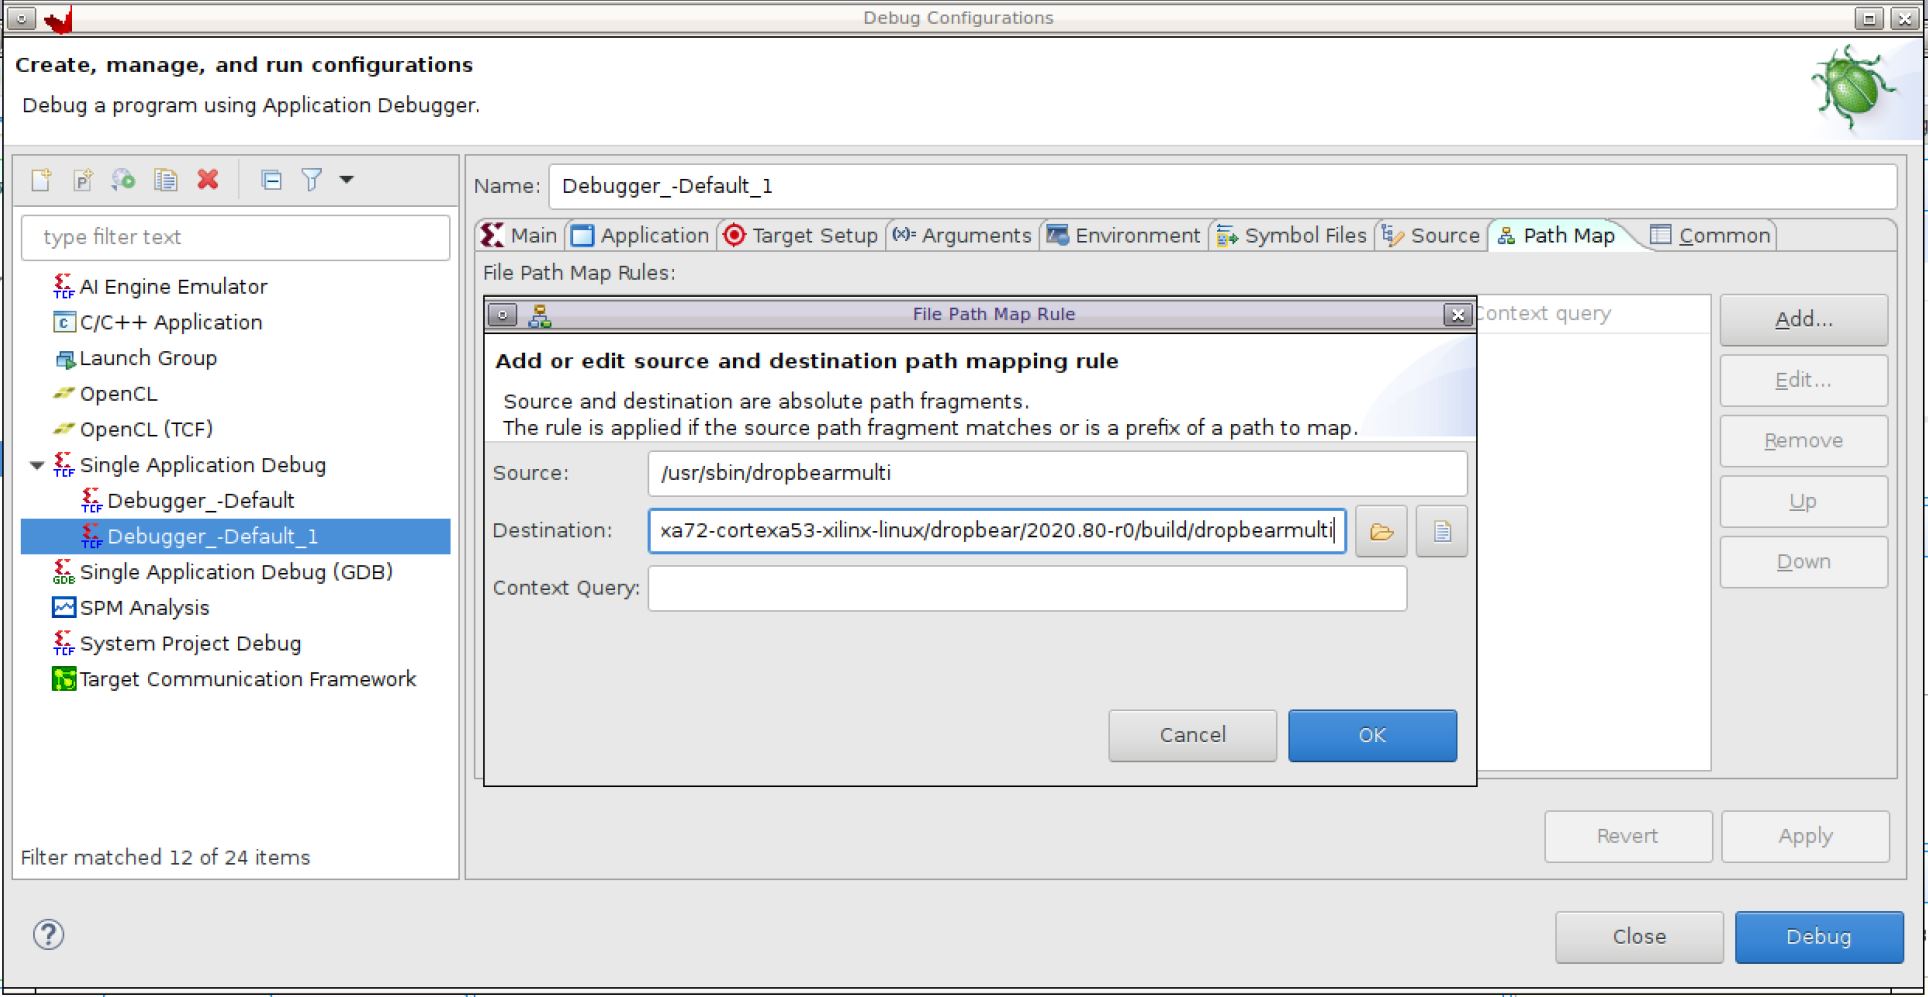 Debug Configurations
Create, manage, and run configurations
Debug a program using Application Debugger.
type filter text
AI Engine Emulator
C/C++ Application
Launch Group
OpenCL
OpenCL (TCF)
Single Application Debug
Debugger_-Default
Debugger_-Default_1
Single Application Debug (GDB)
SPM Analysis
System Project Debug
Target Communication Framework
Filter matched 12 of 24 items
Name: Debugger_-Default_1
Main Application Target Setup Arguments Environment Symbol Files Source Path Map Common
File Path Map Rules:
Context query
File Path Map Rule
Add or edit source and destination path mapping rule
Source and destination are absolute path fragments.
The rule is applied if the source path fragment matches or is a prefix of a path to map.
Source: /usr/sbin/dropbearmulti
Destination: xa72-cortexa53-xilinx-linux/dropbear/2020.80-r0/build/dropbearmulti
Context Query:
Cancel OK
Add...
Edit...
Remove
Up
Down
Revert Apply
Close Debug